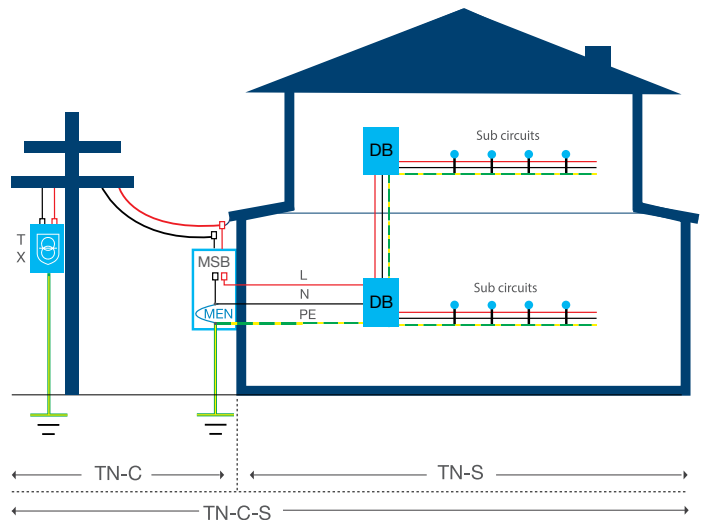 DB
Sub circuits
T
X
MSB
L
N
MEN
PE
DB
Sub circuits
TN-C
TN-S
TN-C-S